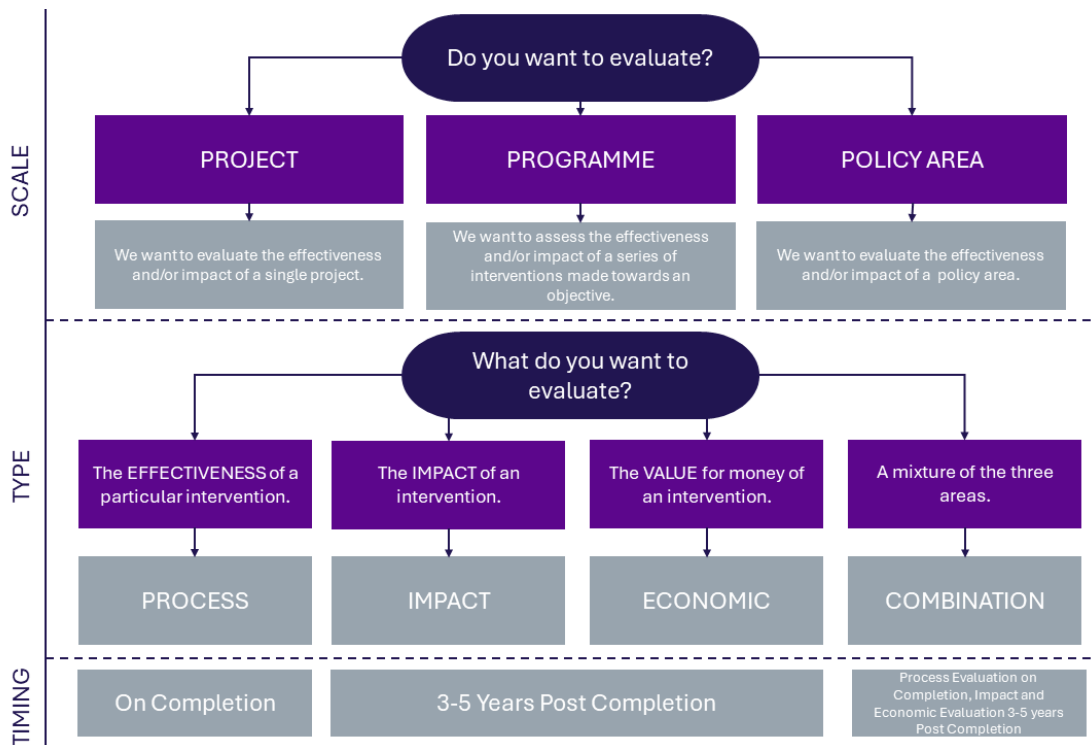 SCALE
Do you want to evaluate?
PROJECT
PROGRAMME
POLICY AREA
We want to evaluate the effectiveness
and/or impact of a single project.
We want to assess the effectiveness
and/or impact of a series of
interventions made towards an
objective.
We want to evaluate the effectiveness
and/or impact of a policy area.
TYPE
What do you want to
evaluate?
The EFFECTIVENESS of a
particular intervention.
The IMPACT of an
intervention.
The VALUE for money of
an intervention.
A mixture of the three
areas.
PROCESS
IMPACT
ECONOMIC
COMBINATION
TIMING
On Completion
3-5 Years Post Completion
Process Evaluation on
Completion, Impact and
Economic Evaluation 3-5 years
Post Completion